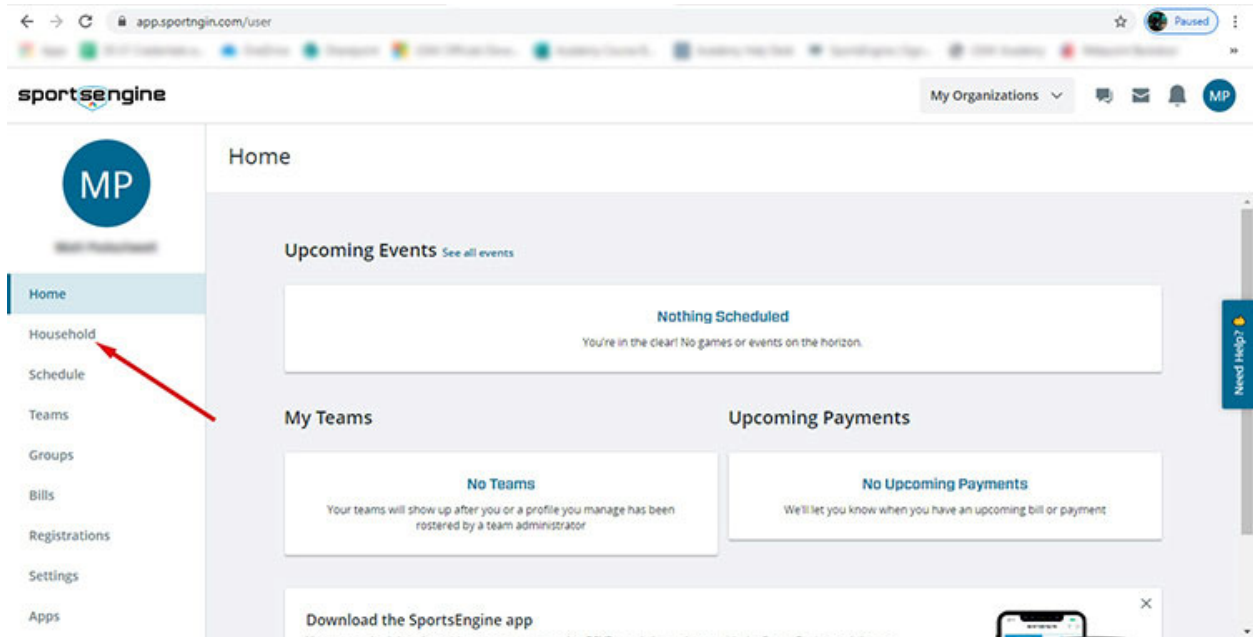 app.sportngin.com/user
Paused
sportsengine
My Organizations
MP
MP
Home
Home
Household
Schedule
Teams
Groups
Bills
Registrations
Settings
Apps
Upcoming Events See all events
Nothing Scheduled
You're in the clear! No games or events on the horizon.
My Teams
No Teams
Your teams will show up after you or a profile you manage has been
rostered by a team administrator
Upcoming Payments
No Upcoming Payments
We'll let you know when you have an upcoming bill or payment
Download the SportsEngine app
Need Help?